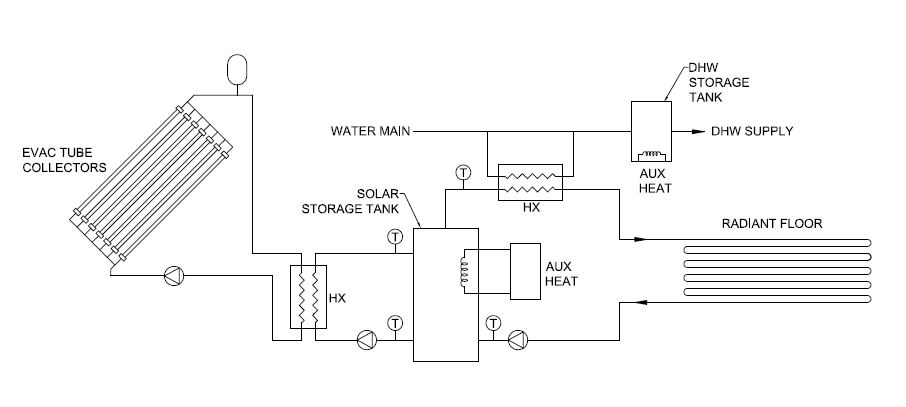 DHW
STORAGE
TANK
WATER MAIN
DHW SUPPLY
EVAC TUBE
COLLECTORS
AUX
HEAT
T
SOLAR
STORAGE TANK
HX
RADIANT FLOOR
T
AUX
HEAT
HX
T
T